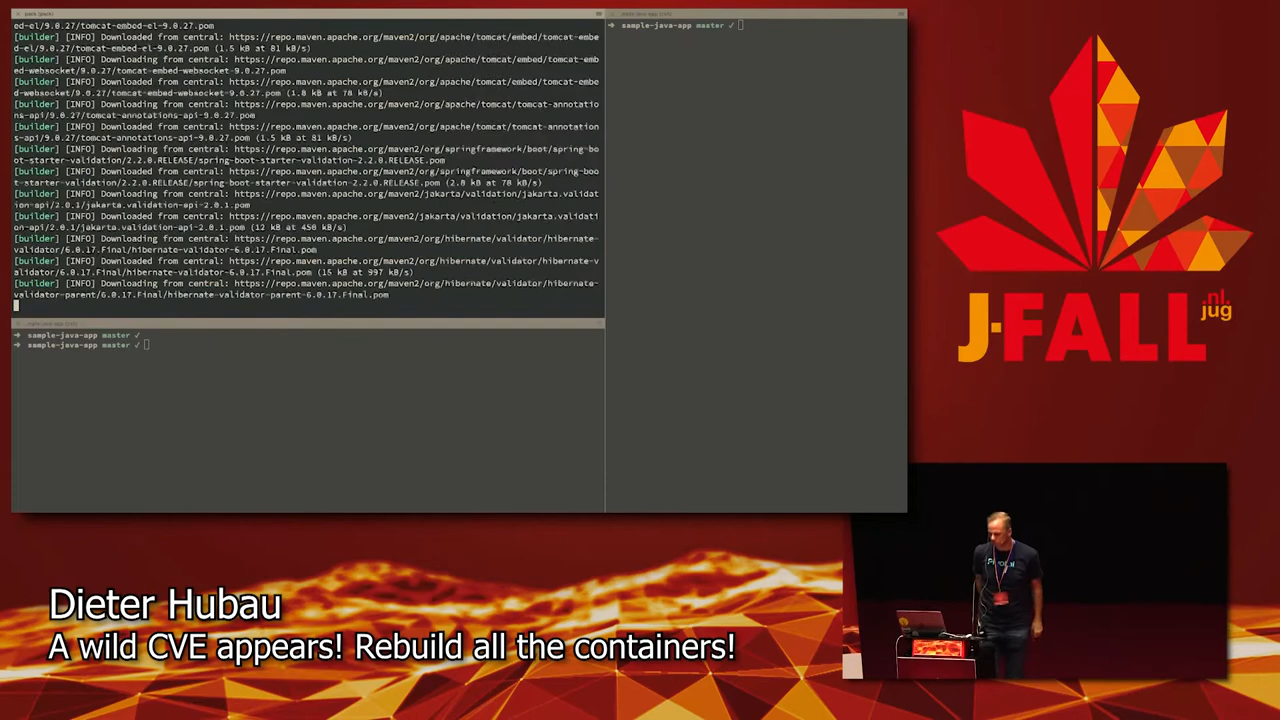 pack (pack)
ed-el/9.0.27/tomcat-embed-el-9.0.27.pom
[builder] [INFO] Downloaded from central: https://repo.maven.apache.org/maven2/org/apache/tomcat/embed/tomcat-embe
d-el/9.0.27/tomcat-embed-el-9.0.27.pom (1.5 kB at 81 kB/s)
[builder] [INFO] Downloading from central: https://repo.maven.apache.org/maven2/org/apache/tomcat/embed/tomcat-emb
ed-websocket/9.0.27/tomcat-embed-websocket-9.0.27.pom
[builder] [INFO] Downloaded from central: https://repo.maven.apache.org/maven2/org/apache/tomcat/embed/tomcat-embe
d-websocket/9.0.27/tomcat-embed-websocket-9.0.27.pom (1.8 kB at 78 kB/s)
[builder] [INFO] Downloading from central: https://repo.maven.apache.org/maven2/org/apache/tomcat/tomcat-annotatio
ns-api/9.0.27/tomcat-annotations-api-9.0.27.pom
[builder] [INFO] Downloaded from central: https://repo.maven.apache.org/maven2/org/apache/tomcat/tomcat-annotation
s-api/9.0.27/tomcat-annotations-api-9.0.27.pom (1.5 kB at 81 kB/s)
[builder] [INFO] Downloading from central: https://repo.maven.apache.org/maven2/org/springframework/boot/spring-bo
ot-starter-validation/2.2.0.RELEASE/spring-boot-starter-validation-2.2.0.RELEASE.pom
[builder] [INFO] Downloaded from central: https://repo.maven.apache.org/maven2/org/springframework/boot/spring-boo
t-starter-validation/2.2.0.RELEASE/spring-boot-starter-validation-2.2.0.RELEASE.pom (2.8 kB at 78 kB/s)
[builder] [INFO] Downloading from central: https://repo.maven.apache.org/maven2/jakarta/validation/jakarta.validat
ion-api/2.0.1/jakarta.validation-api-2.0.1.pom
[builder] [INFO] Downloaded from central: https://repo.maven.apache.org/maven2/jakarta/validation/jakarta.validati
on-api/2.0.1/jakarta.validation-api-2.0.1.pom (12 kB at 450 kB/s)
[builder] [INFO] Downloading from central: https://repo.maven.apache.org/maven2/org/hibernate/validator/hibernate-
validator/6.0.17.Final/hibernate-validator-6.0.17.Final.pom
[builder] [INFO] Downloaded from central: https://repo.maven.apache.org/maven2/org/hibernate/validator/hibernate-v
alidator/6.0.17.Final/hibernate-validator-6.0.17.Final.pom (15 kB at 997 kB/s)
[builder] [INFO] Downloading from central: https://repo.maven.apache.org/maven2/org/hibernate/validator/hibernate-
validator-parent/6.0.17.Final/hibernate-validator-parent-6.0.17.Final.pom
➜ sample-java-app master ✓
➜ sample-java-app master ✓
➜ sample-java-app master ✓
J-FALL
.nl
jug
Dieter Hubau
A wild CVE appears! Rebuild all the containers!